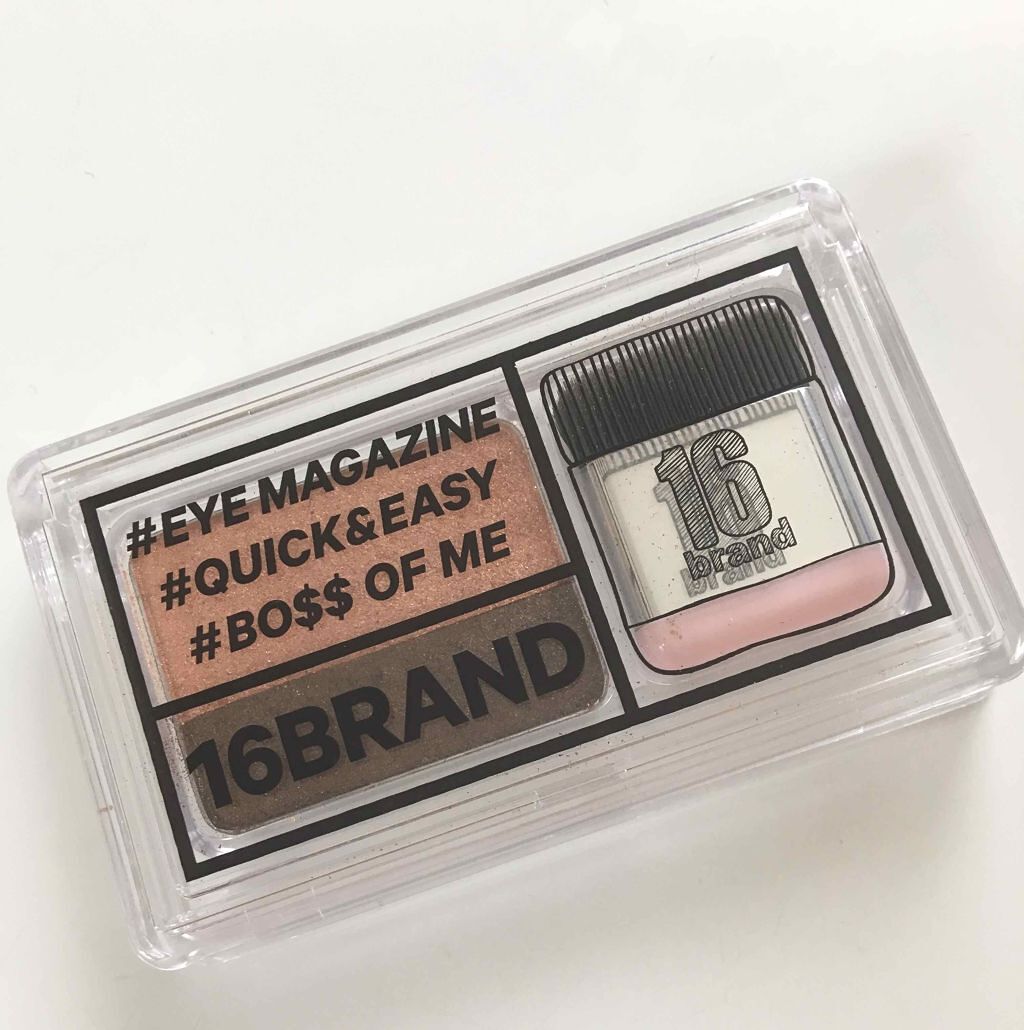 #EYE MAGAZINE
#QUICK&EASY
#BO$$ OF ME
16BRAND
16
brand